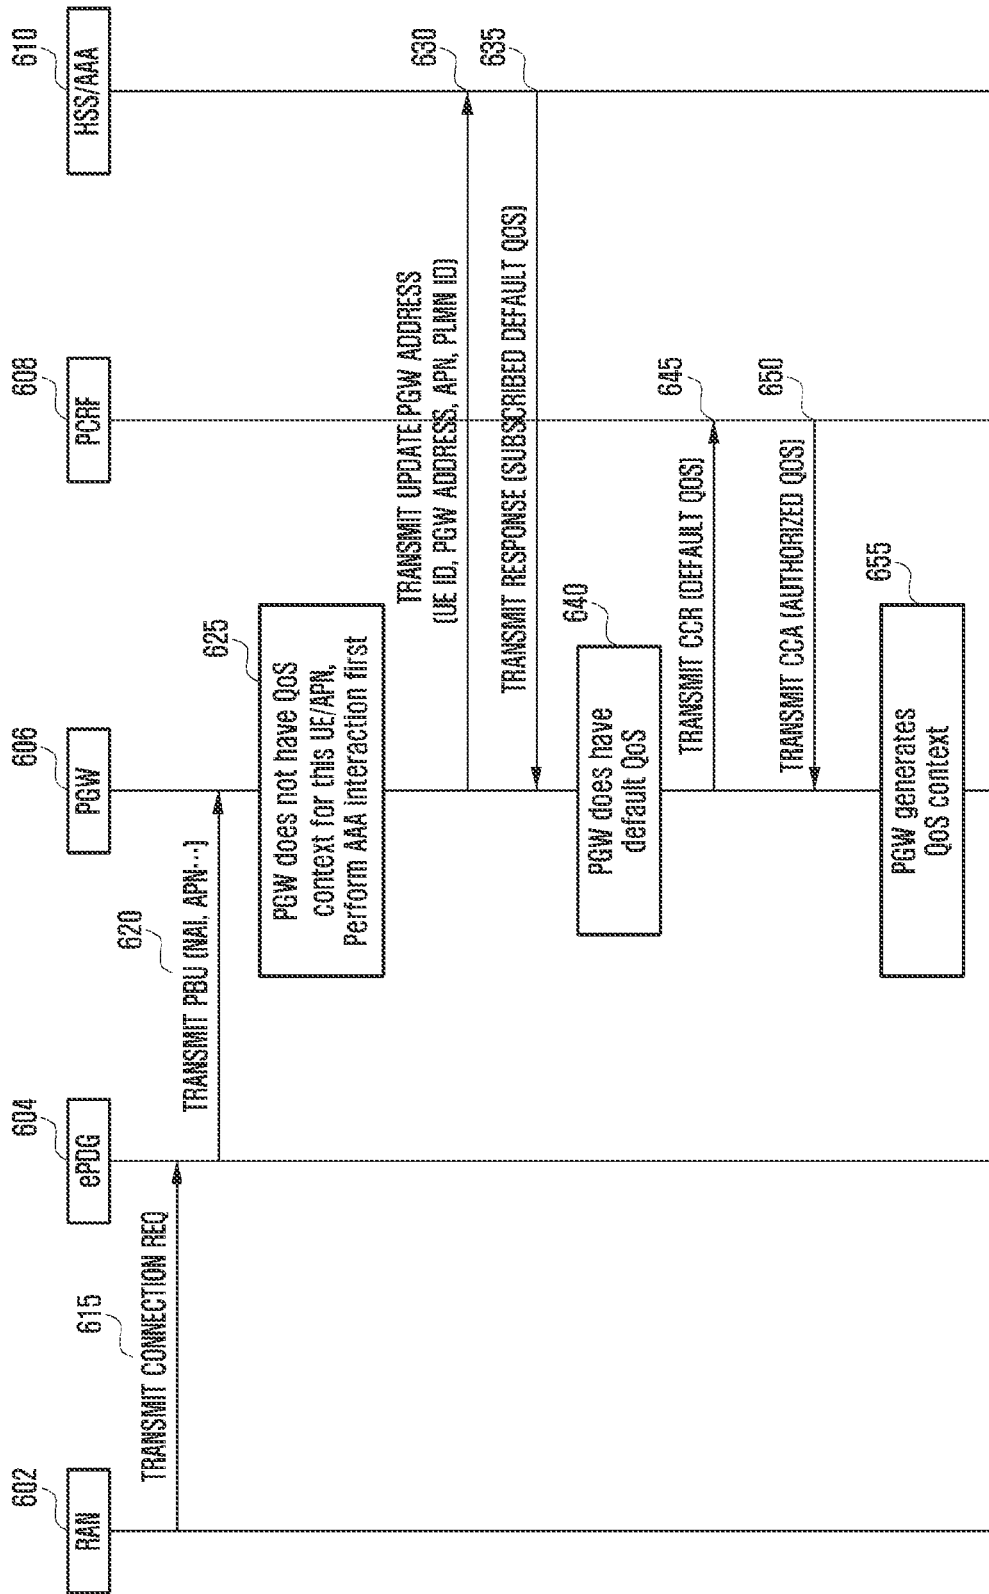 602
RAN
604
ePDG
606
PGW
608
PCRF
610
HSS/AAA
615
TRANSMIT CONNECTION REQ
620
TRANSMIT PBU (NAI, APN···)
625
PGW does not have QoS
context for this UE/APN,
Perform AAA interaction first
TRANSMIT UPDATE PGW ADDRESS
(UE ID, PGW ADDRESS, APN, PLMN ID)
630
TRANSMIT RESPONSE (SUBSCRIBED DEFAULT QOS)
635
640
PGW does have
default QoS
TRANSMIT CCR (DEFAULT QOS)
645
TRANSMIT CCA (AUTHORIZED QOS)
650
655
PGW generates
QoS context